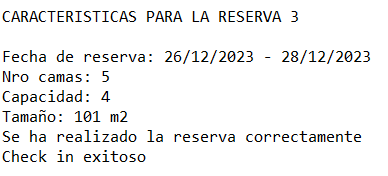 CARACTERISTICAS PARA LA RESERVA 3
Fecha de reserva: 26/12/2023 - 28/12/2023
Nro camas: 5
Capacidad: 4
Tamaño: 101 m2
Se ha realizado la reserva correctamente
Check in exitoso